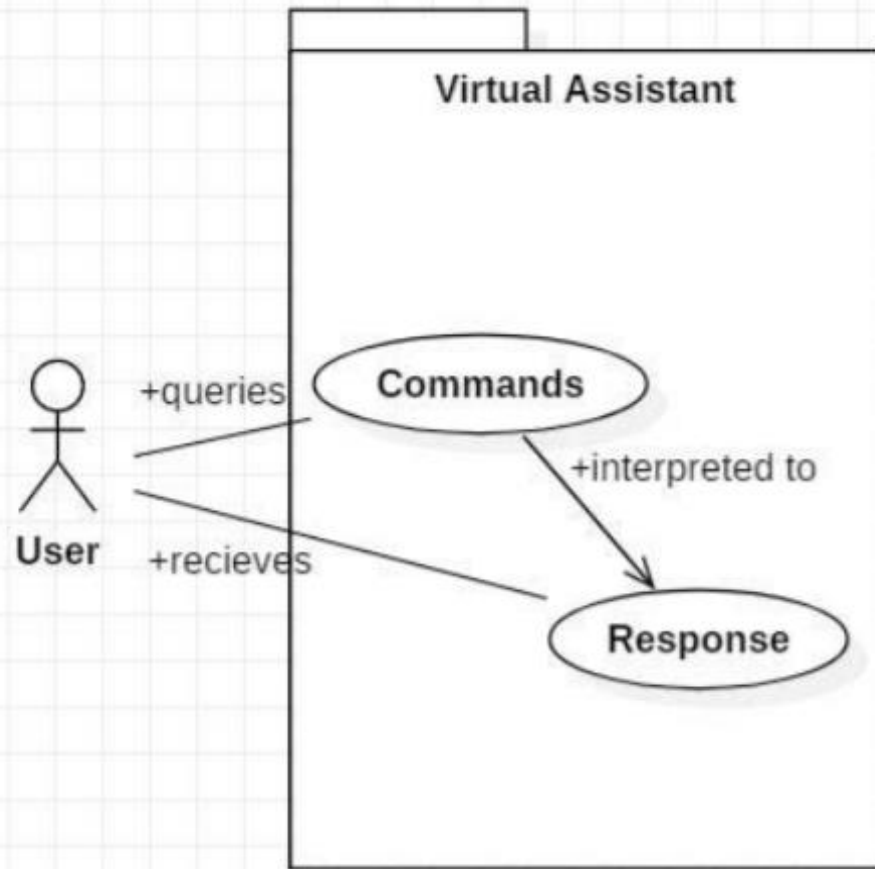 Virtual Assistant
+queries
Commands
+interpreted to
User
+recieves
Response